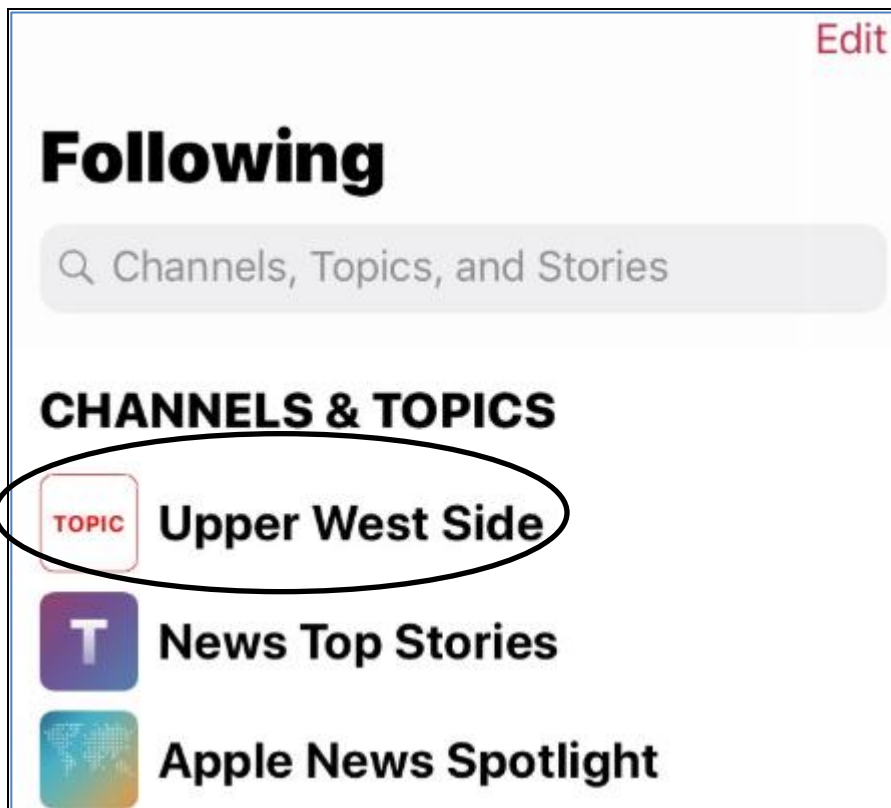 Edit
Following
Channels, Topics, and Stories
CHANNELS & TOPICS
TOPIC Upper West Side
T News Top Stories
Apple News Spotlight